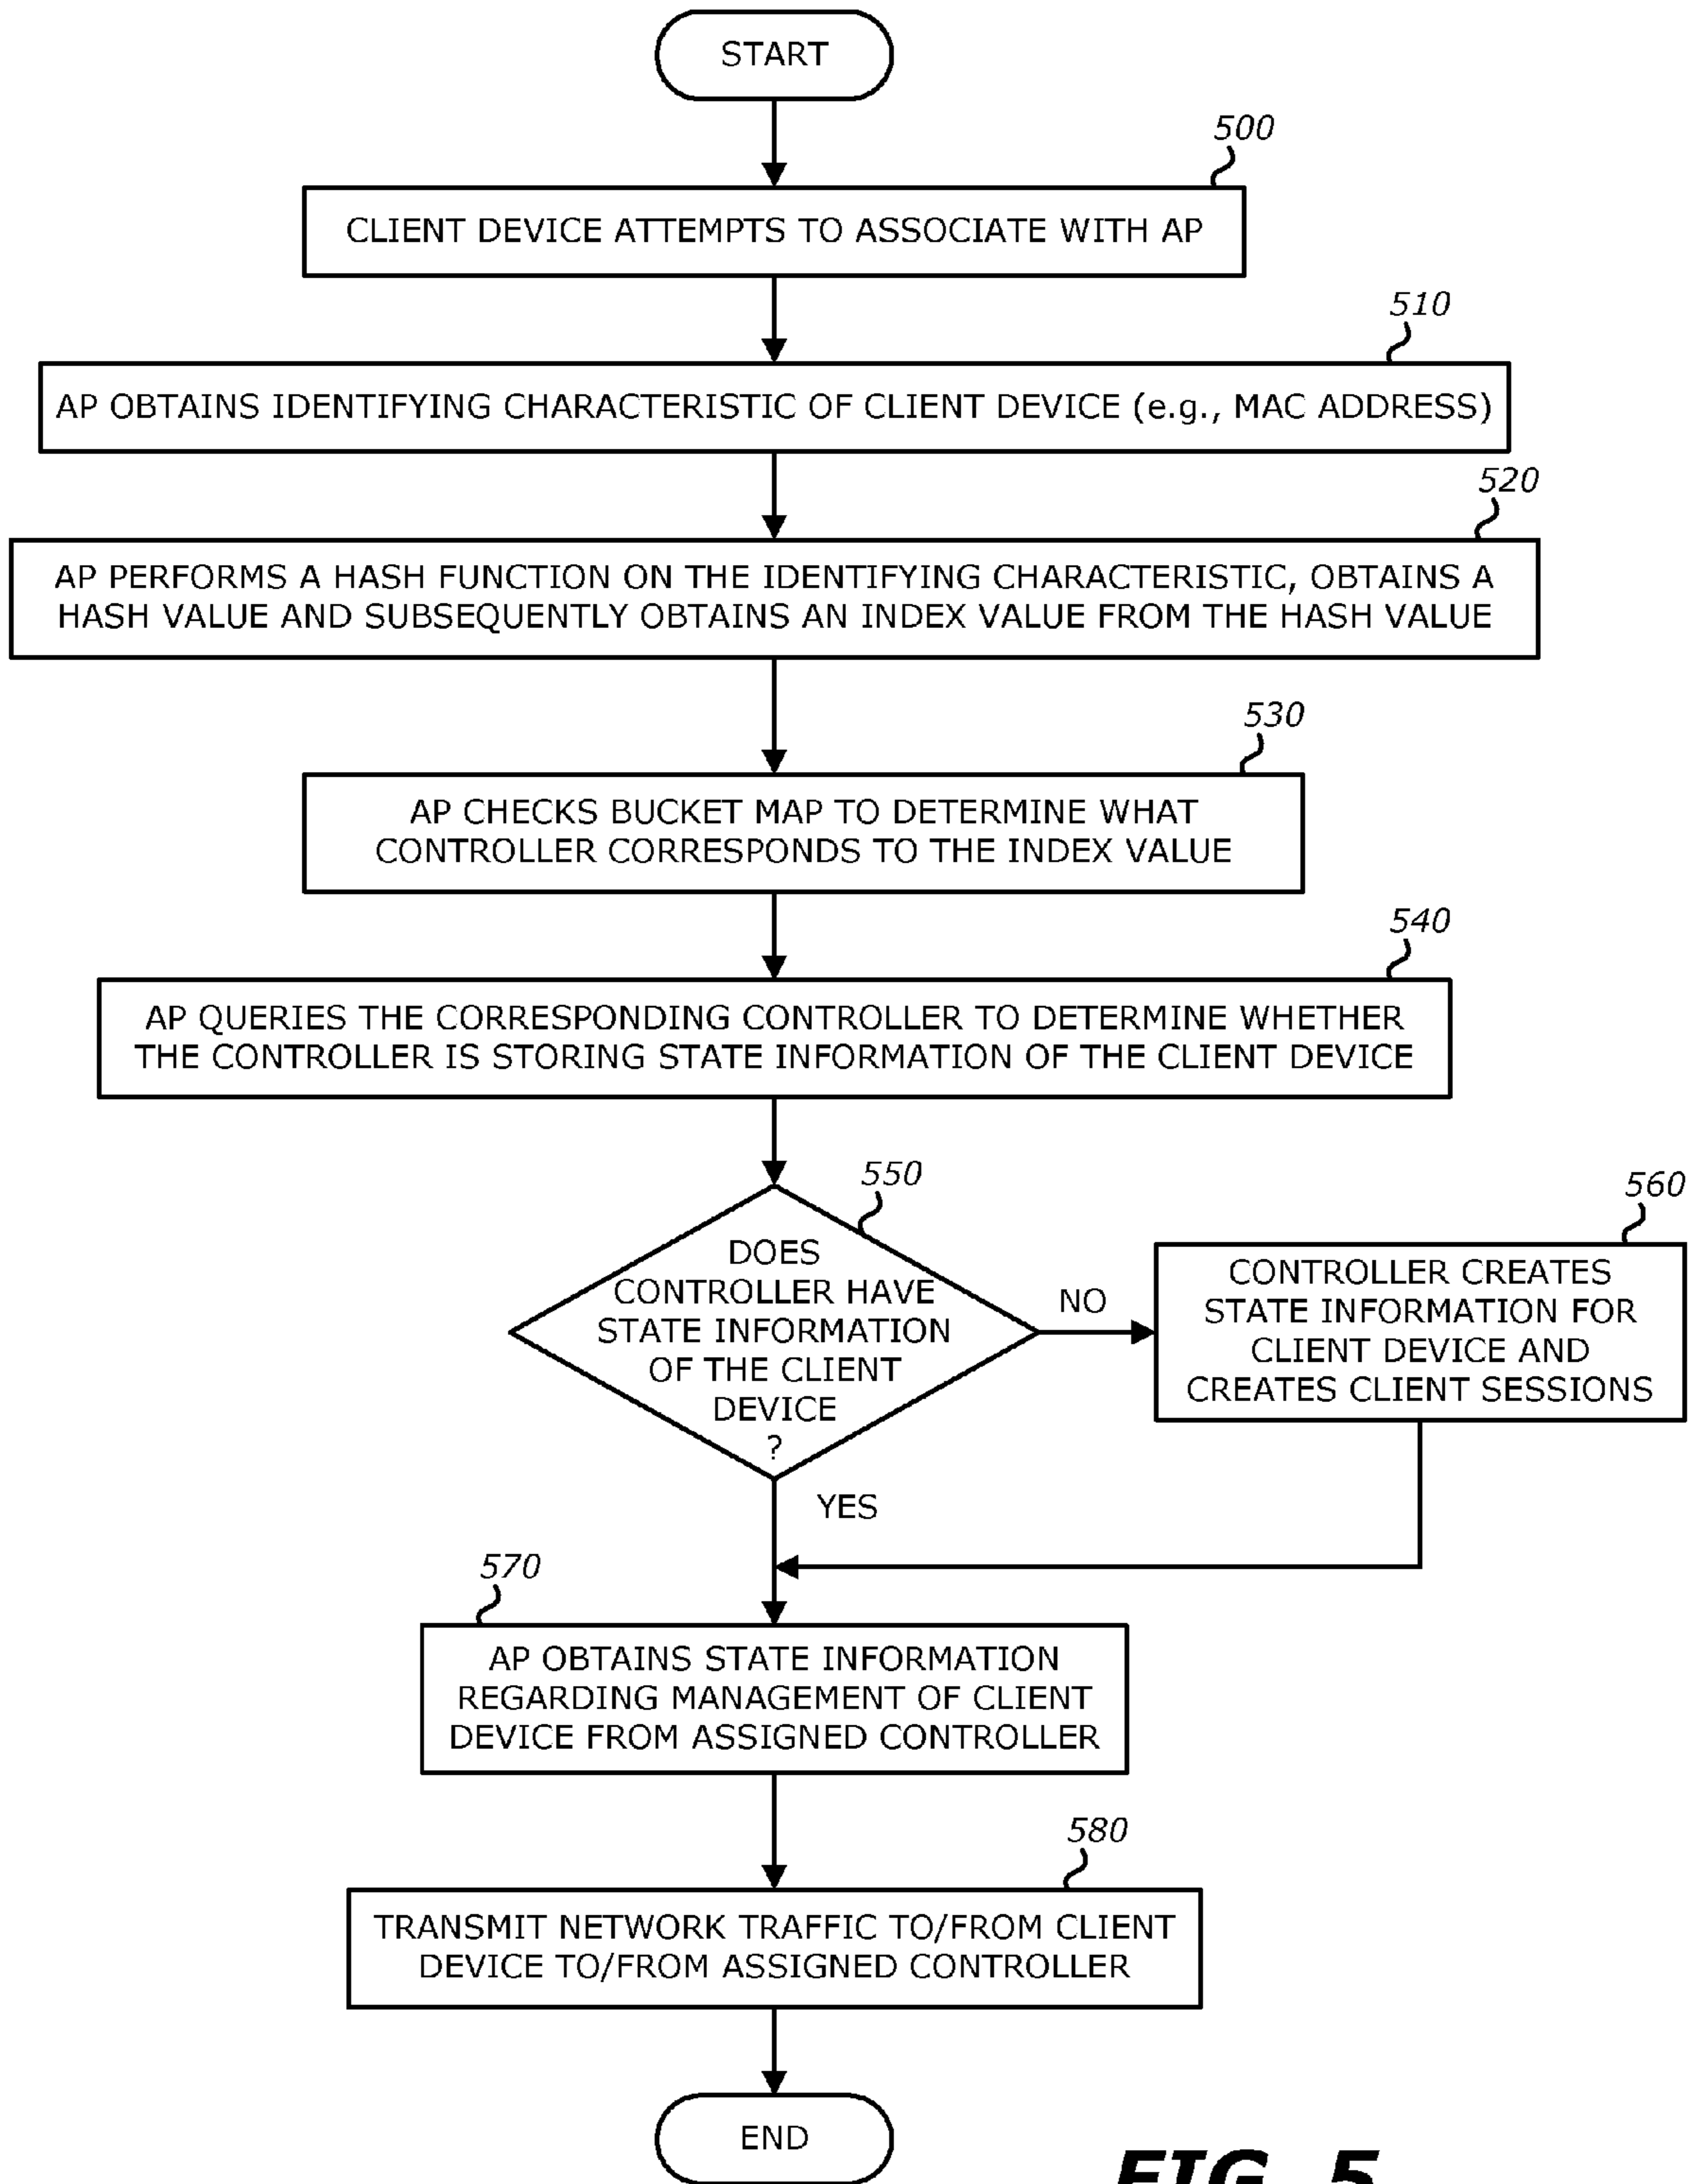 START
500
CLIENT DEVICE ATTEMPTS TO ASSOCIATE WITH AP
510
AP OBTAINS IDENTIFYING CHARACTERISTIC OF CLIENT DEVICE (e.g., MAC ADDRESS)
520
AP PERFORMS A HASH FUNCTION ON THE IDENTIFYING CHARACTERISTIC, OBTAINS A
HASH VALUE AND SUBSEQUENTLY OBTAINS AN INDEX VALUE FROM THE HASH VALUE
530
AP CHECKS BUCKET MAP TO DETERMINE WHAT
CONTROLLER CORRESPONDS TO THE INDEX VALUE
540
AP QUERIES THE CORRESPONDING CONTROLLER TO DETERMINE WHETHER
THE CONTROLLER IS STORING STATE INFORMATION OF THE CLIENT DEVICE
550
DOES
CONTROLLER HAVE
STATE INFORMATION
OF THE CLIENT
DEVICE
?
NO
560
CONTROLLER CREATES
STATE INFORMATION FOR
CLIENT DEVICE AND
CREATES CLIENT SESSIONS
YES
570
AP OBTAINS STATE INFORMATION
REGARDING MANAGEMENT OF CLIENT
DEVICE FROM ASSIGNED CONTROLLER
580
TRANSMIT NETWORK TRAFFIC TO/FROM CLIENT
DEVICE TO/FROM ASSIGNED CONTROLLER
END
FIG. 5